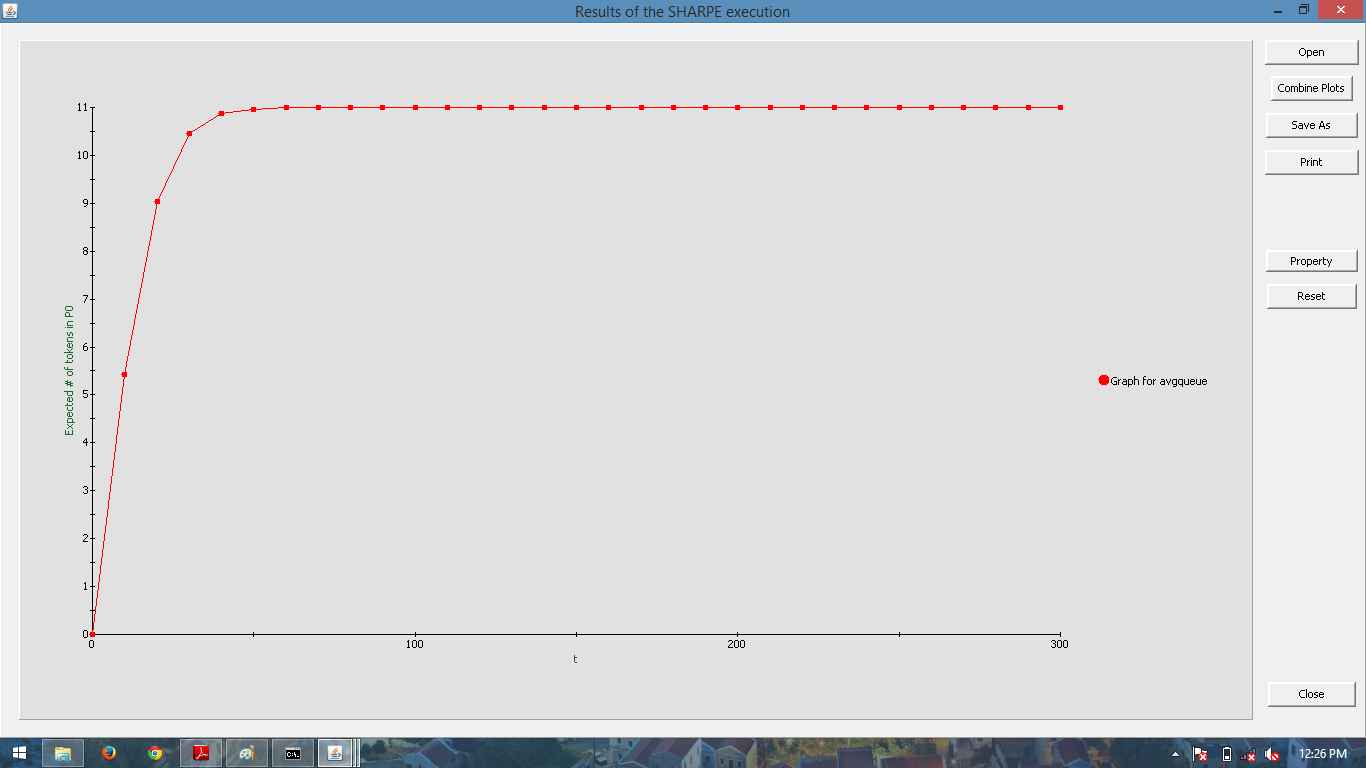 Results of the SHARPE execution
Open
Combine Plots
Save As
Print
Property
Reset
Close
11
10
9
8
7
6
5
4
3
2
1
0
Expected # of tokens in P0
0
100
200
300
t
Graph for avgqueue
C:\.
12:26 PM